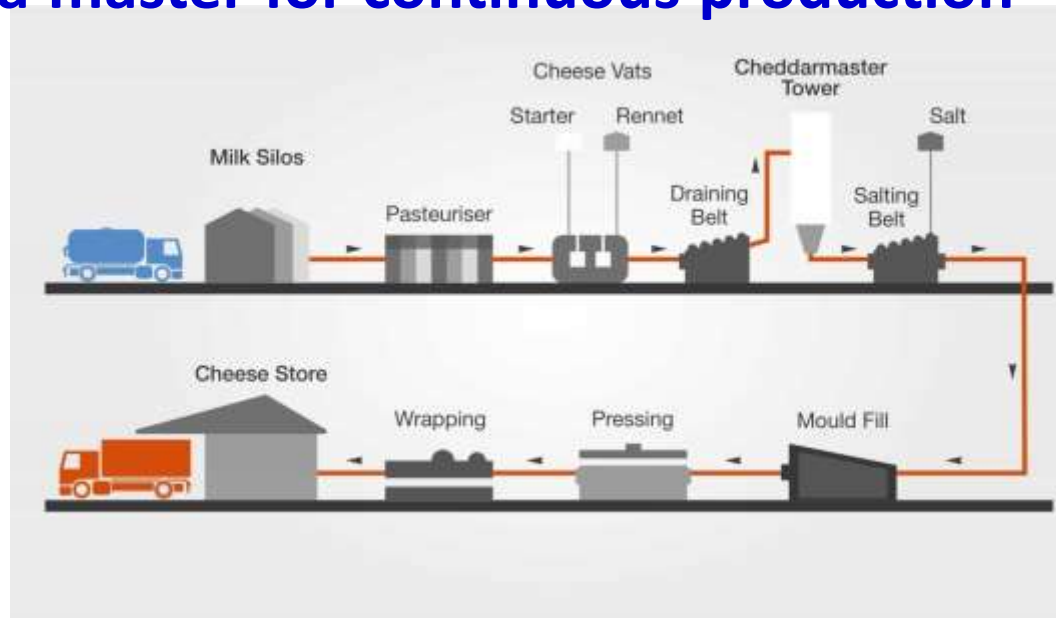 master for continuous production
Cheese Vats
Cheddarmaster
Tower
Starter
Rennet
Salt
Milk Silos
Draining
Belt
Salting
Belt
Pasteuriser
Cheese Store
Wrapping
Pressing
Mould Fill